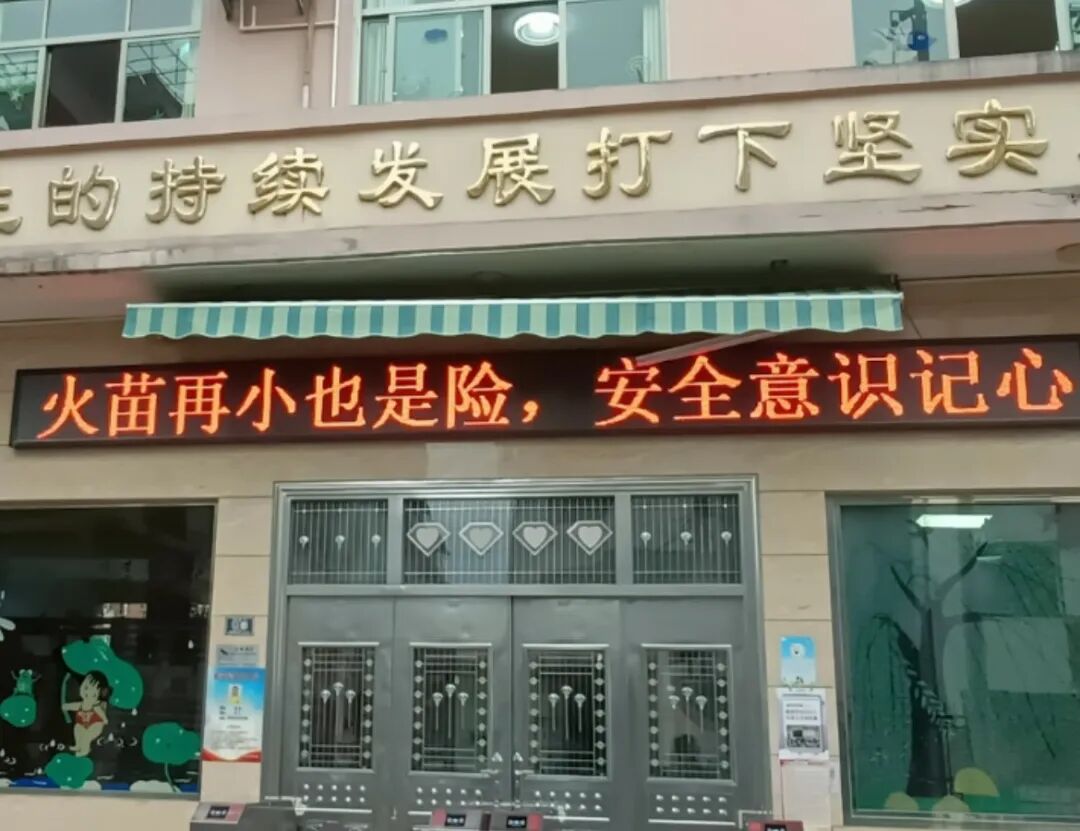 的持续发展打下坚实
火苗再小也是险，安全意识记心